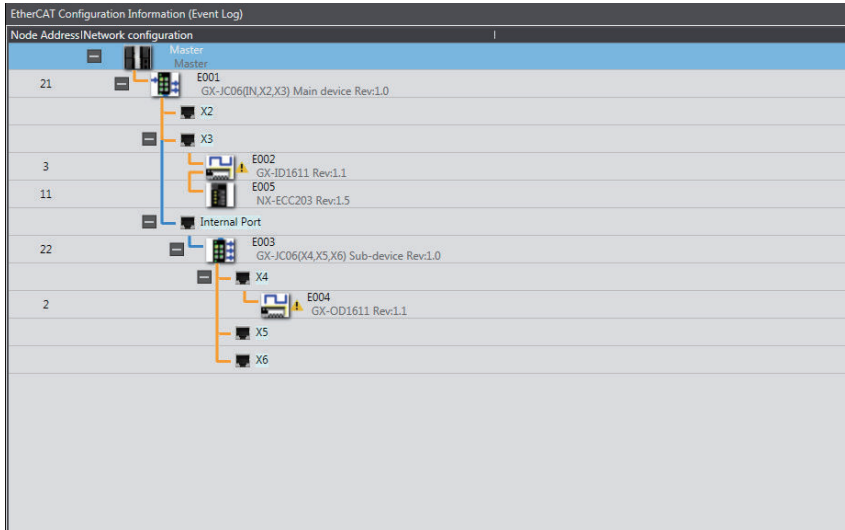 EtherCAT Configuration Information (Event Log)
Node Address|Network configuration
Master
Master
21 E001
GX-JC06(IN,X2,X3) Main device Rev:1.0
X2
X3
3 E002
GX-ID1611 Rev:1.1
11 E005
NX-ECC203 Rev:1.5
Internal Port
22 E003
GX-JC06(X4,X5,X6) Sub-device Rev:1.0
X4
2 E004
GX-OD1611 Rev:1.1
X5
X6